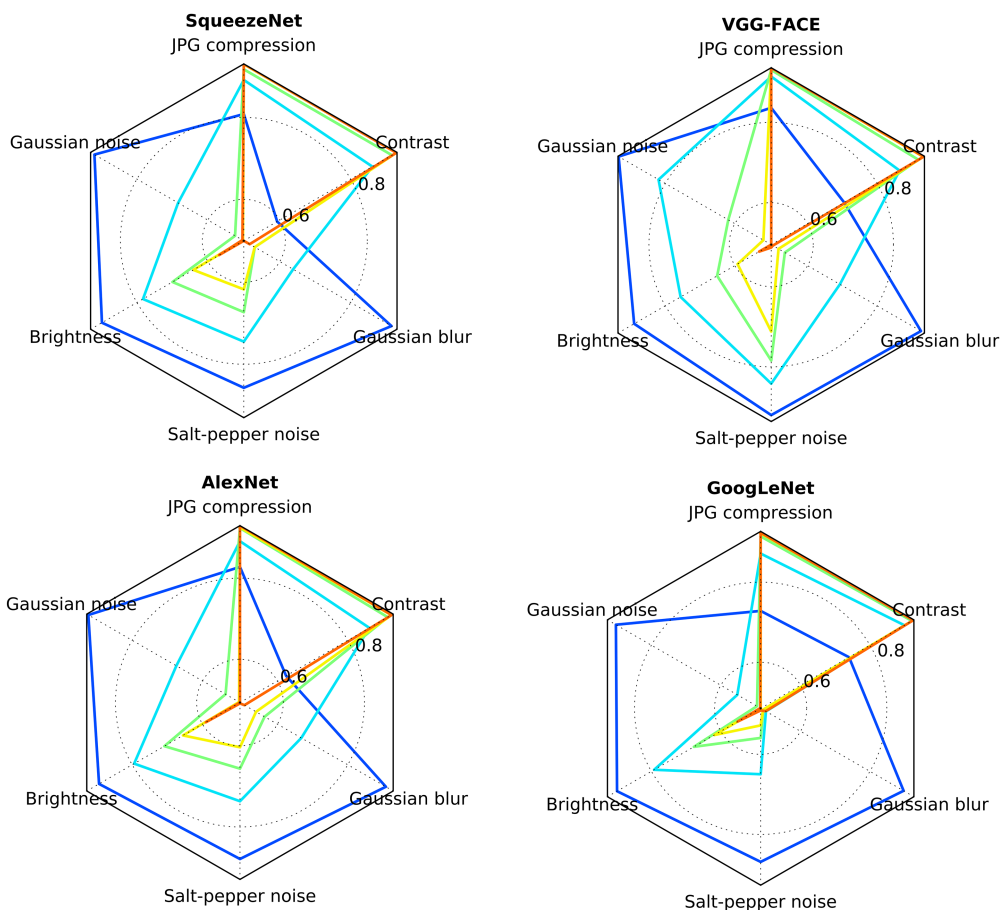 SqueezeNet
JPG compression
Gaussian noise
Contrast
0.8
0.6
Brightness
Gaussian blur
Salt-pepper noise
VGG-FACE
JPG compression
Gaussian noise
Contrast
0.8
0.6
Brightness
Gaussian blur
Salt-pepper noise
AlexNet
JPG compression
Gaussian noise
Contrast
0.8
0.6
Brightness
Gaussian blur
Salt-pepper noise
GoogLeNet
JPG compression
Gaussian noise
Contrast
0.8
0.6
Brightness
Gaussian blur
Salt-pepper noise